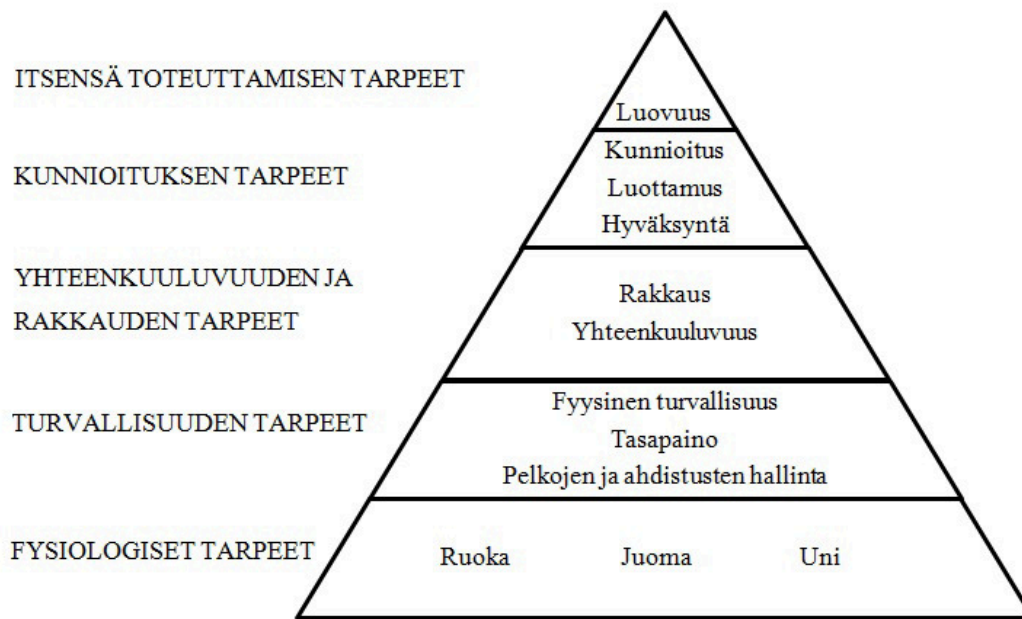 ITSENSÄ TOTEUTTAMISEN TARPEET
Luovuus
KUNNIOITUKSEN TARPEET
Kunnioitus
Luottamus
Hyväksyntä
YHTEENKUULUVUUDEN JA
RAKKAUDEN TARPEET
Rakkaus
Yhteenkuuluvuus
TURVALLISUUDEN TARPEET
Fyysinen turvallisuus
Tasapaino
Pelkojen ja ahdistusten hallinta
FYSIOLOGISET TARPEET
Ruoka Juoma Uni